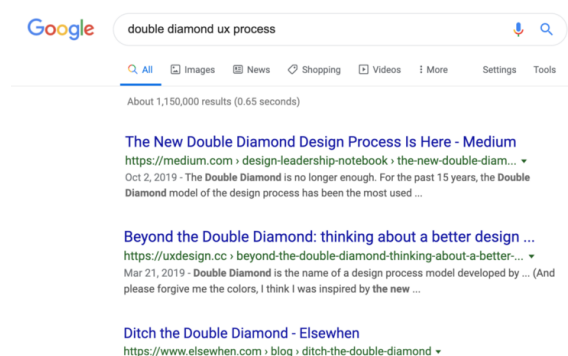 Google double diamond ux process
All Images News Shopping Videos More Settings Tools
About 1,150,000 results (0.65 seconds)
The New Double Diamond Design Process Is Here - Medium
https://medium.com › design-leadership-notebook › the-new-double-diam...
Oct 2, 2019 - The Double Diamond is no longer enough. For the past 15 years, the Double
Diamond model of the design process has been the most used ...
Beyond the Double Diamond: thinking about a better design ...
https://uxdesign.cc › beyond-the-double-diamond-thinking-about-a-better-...
Mar 21, 2019 - Double Diamond is the name of a design process model developed by ... (And
please forgive me the colors, I think I was inspired by the new ...
Ditch the Double Diamond - Elsewhen
https://www.elsewhen.com › blog › ditch-the-double-diamond